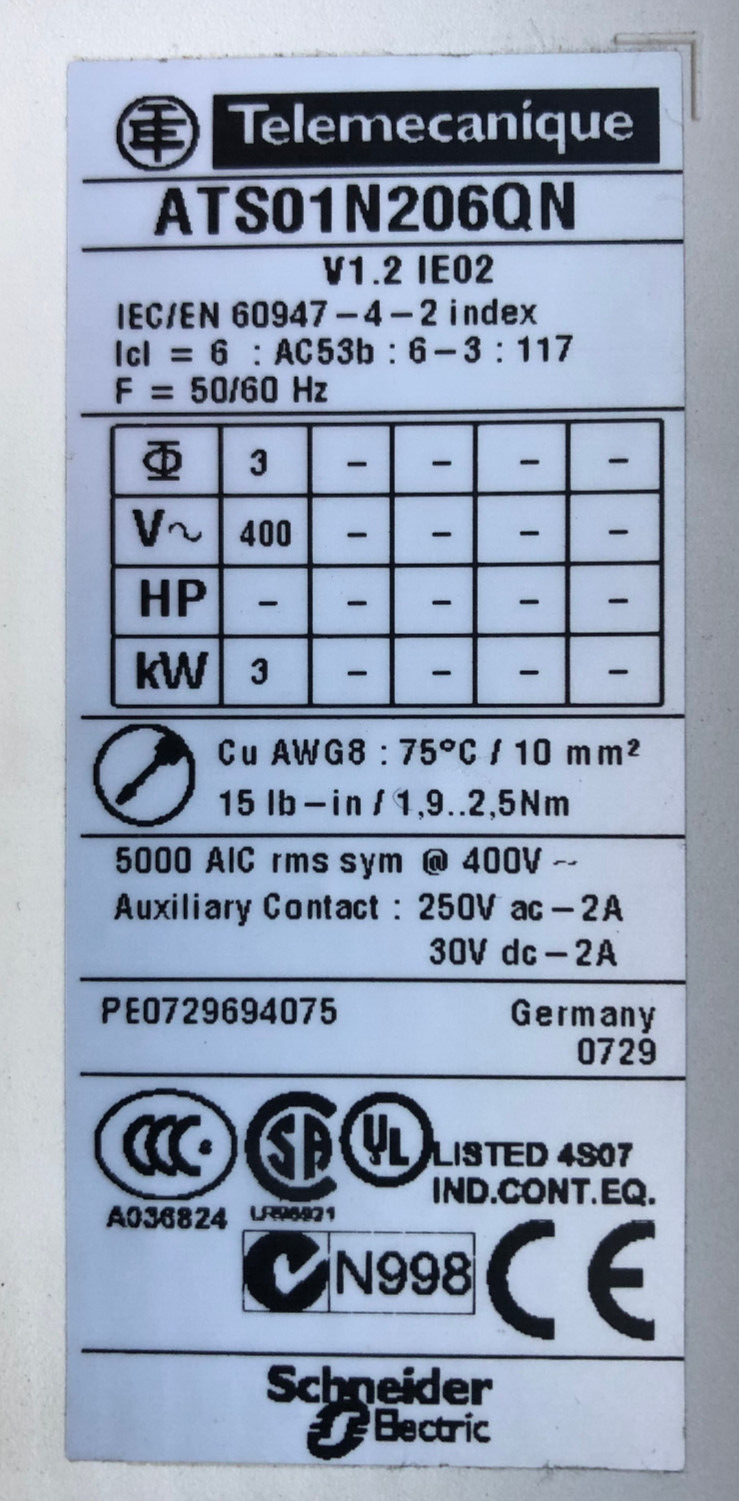 Telemecanique
ATS01N206QN
V1.2 IE02
IEC/EN 60947-4-2 index
Icl = 6 : AC53b : 6-3 : 117
F = 50/60 Hz
Φ 3 - - - -
V~ 400 - - - -
HP - - - - -
kW 3 - - - -
Cu AWG8 : 75°C / 10 mm²
15 lb-in / 1,9..2,5Nm
5000 AIC rms sym @ 400V ~
Auxiliary Contact : 250V ac-2A
30V dc-2A
PE0729694075 Germany
0729
CCC SA UL LISTED 4S07
IND.CONT.EQ.
A036824
N998 CE
Schneider
Electric